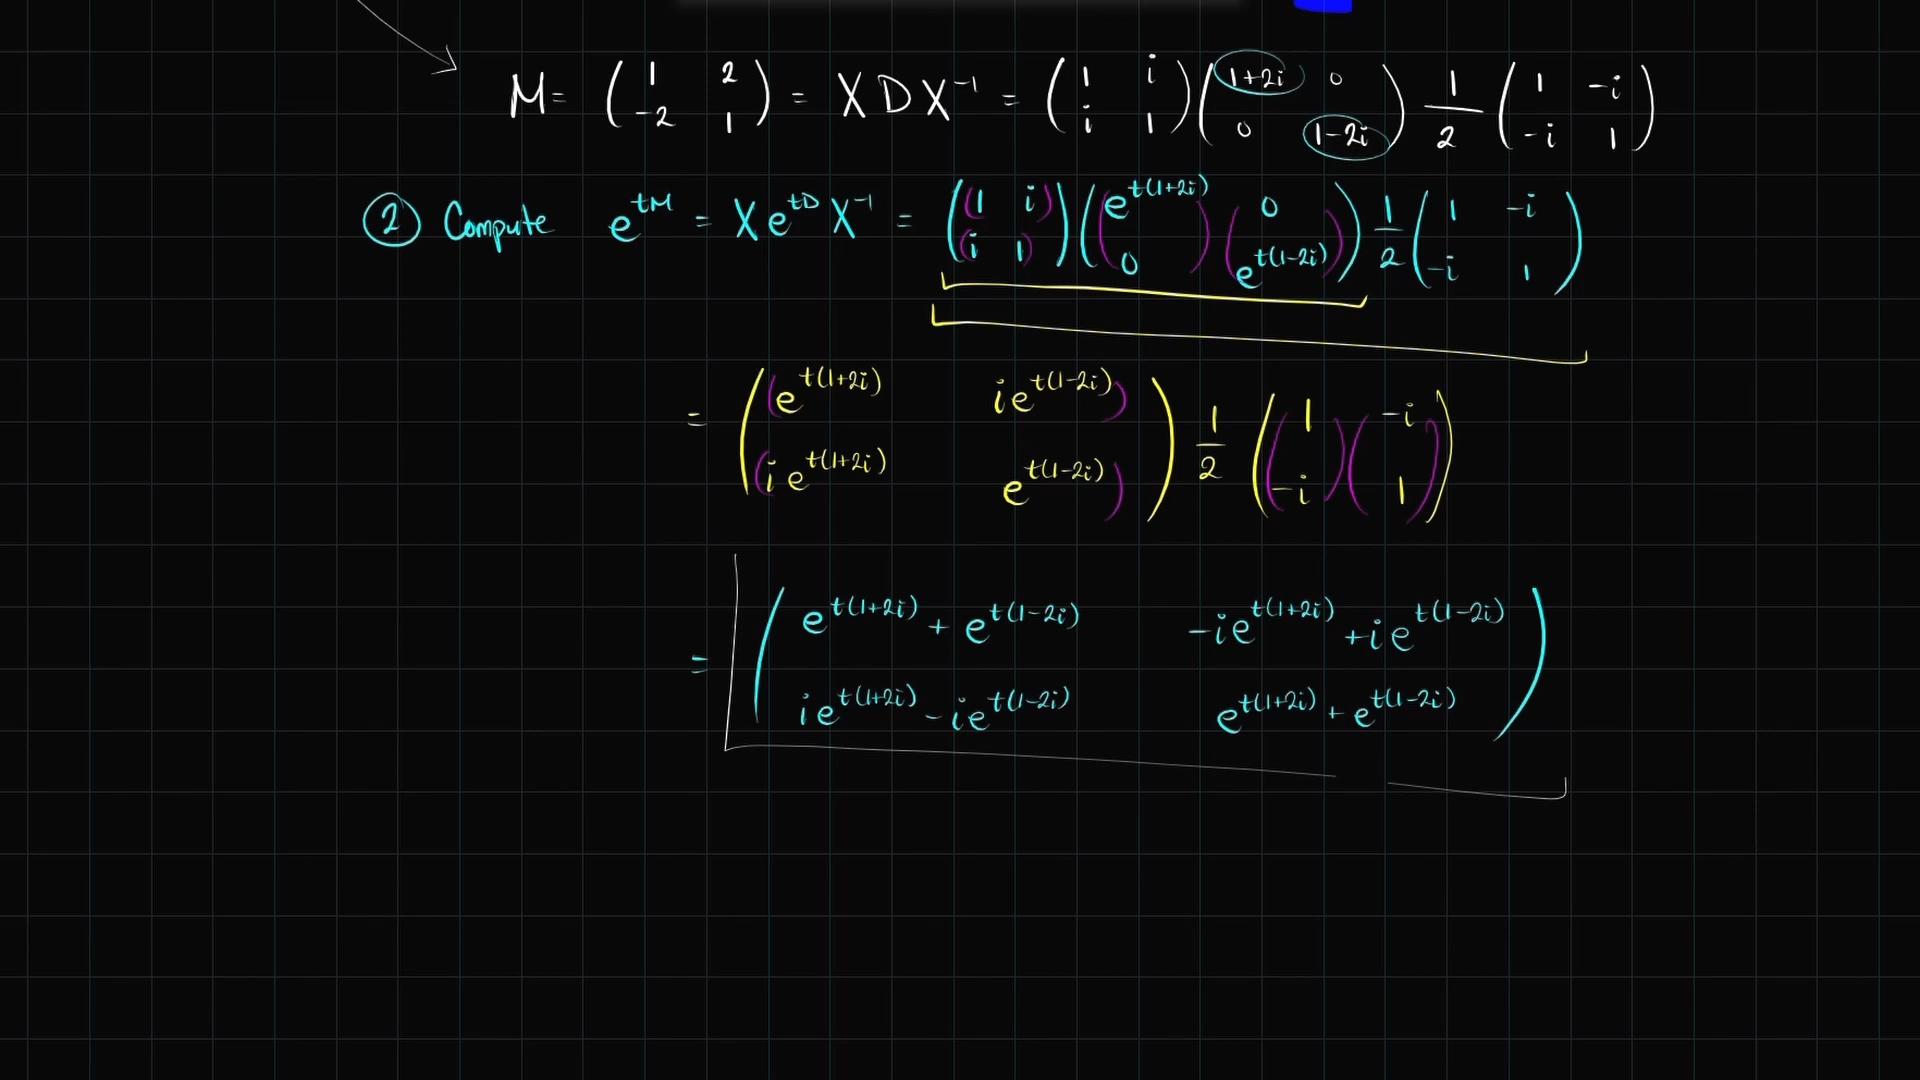 M = ( 1 2 ; -2 1 ) = X D X⁻¹ = ( 1 i ; i 1 ) ( 1+2i 0 ; 0 1-2i ) 1/2 ( 1 -i ; -i 1 )
② Compute e^{tM} = X e^{tD} X⁻¹ = ( 1 i ; i 1 ) ( e^{t(1+2i)} 0 ; 0 e^{t(1-2i)} ) 1/2 ( 1 -i ; -i 1 )
= ( e^{t(1+2i)} ie^{t(1-2i)} ; ie^{t(1+2i)} e^{t(1-2i)} ) 1/2 ( 1 -i ; -i 1 )
= ( e^{t(1+2i)} + e^{t(1-2i)} -ie^{t(1+2i)} + ie^{t(1-2i)} ; ie^{t(1+2i)} - ie^{t(1-2i)} e^{t(1+2i)} + e^{t(1-2i)} )